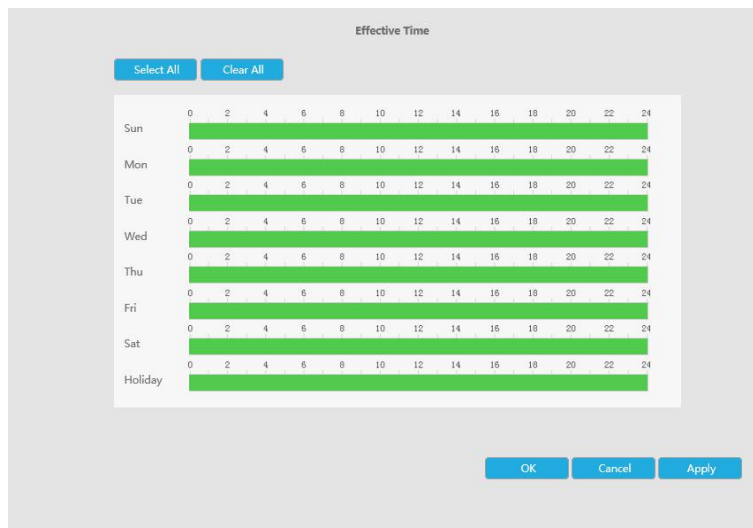 Effective Time
Select All Clear All
0 2 4 6 8 10 12 14 16 18 20 22 24
Sun
0 2 4 6 8 10 12 14 16 18 20 22 24
Mon
0 2 4 6 8 10 12 14 16 18 20 22 24
Tue
0 2 4 6 8 10 12 14 16 18 20 22 24
Wed
0 2 4 6 8 10 12 14 16 18 20 22 24
Thu
0 2 4 6 8 10 12 14 16 18 20 22 24
Fri
0 2 4 6 8 10 12 14 16 18 20 22 24
Sat
0 2 4 6 8 10 12 14 16 18 20 22 24
Holiday
OK Cancel Apply